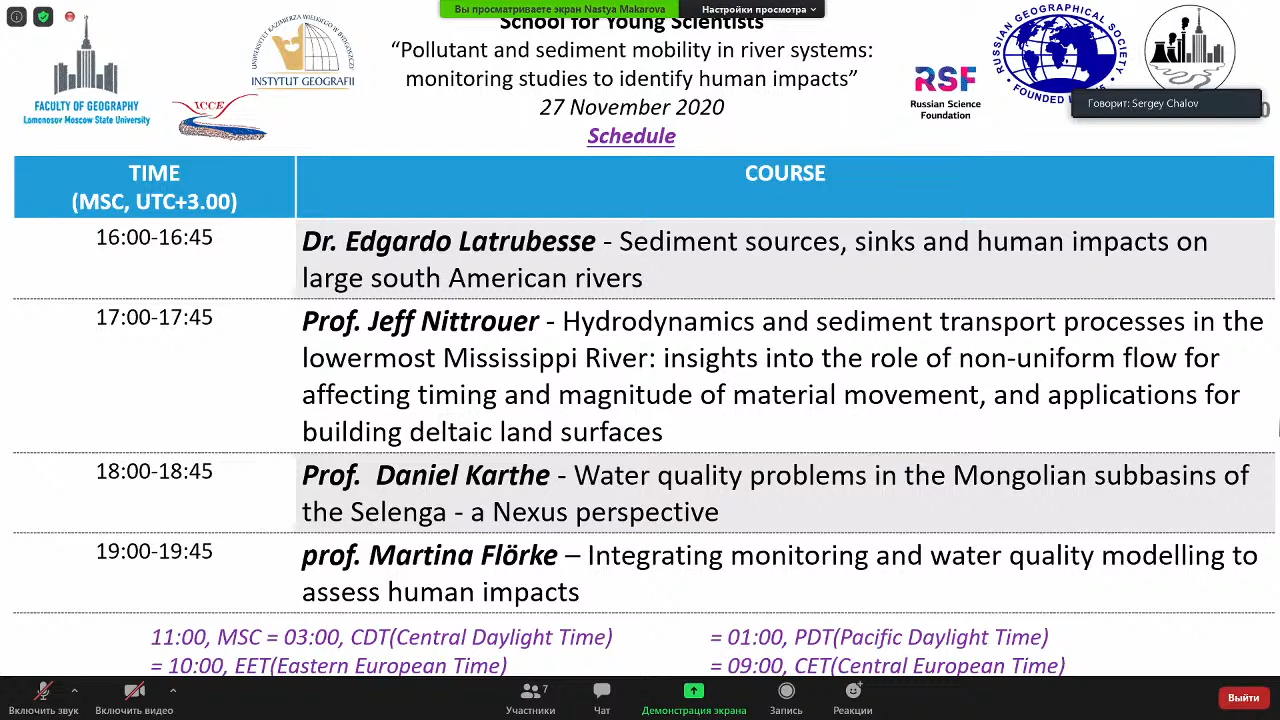 Вы просматриваете экран Nastya Makarova
Настройки просмотра
School for Young Scientists
“Pollutant and sediment mobility in river systems:
monitoring studies to identify human impacts”
27 November 2020
Schedule
FACULTY OF GEOGRAPHY
Lomonosov Moscow State University
INSTYTUT GEOGRAFII
ICCE
RSF
Russian Science
Foundation
RUSSIAN GEOGRAPHICAL SOCIETY
Говорит: Sergey Chalov
TIME
(MSC, UTC+3.00)
COURSE
16:00-16:45
Dr. Edgardo Latrubesse - Sediment sources, sinks and human impacts on
large south American rivers
17:00-17:45
Prof. Jeff Nittrouer - Hydrodynamics and sediment transport processes in the
lowermost Mississippi River: insights into the role of non-uniform flow for
affecting timing and magnitude of material movement, and applications for
building deltaic land surfaces
18:00-18:45
Prof. Daniel Karthe - Water quality problems in the Mongolian subbasins of
the Selenga - a Nexus perspective
19:00-19:45
prof. Martina Flörke – Integrating monitoring and water quality modelling to
assess human impacts
11:00, MSC = 03:00, CDT(Central Daylight Time)
= 01:00, PDT(Pacific Daylight Time)
= 10:00, EET(Eastern European Time)
= 09:00, CET(Central European Time)
Включить звук
Включить видео
7
Участники
Чат
Демонстрация экрана
Запись
Реакции
Выйти